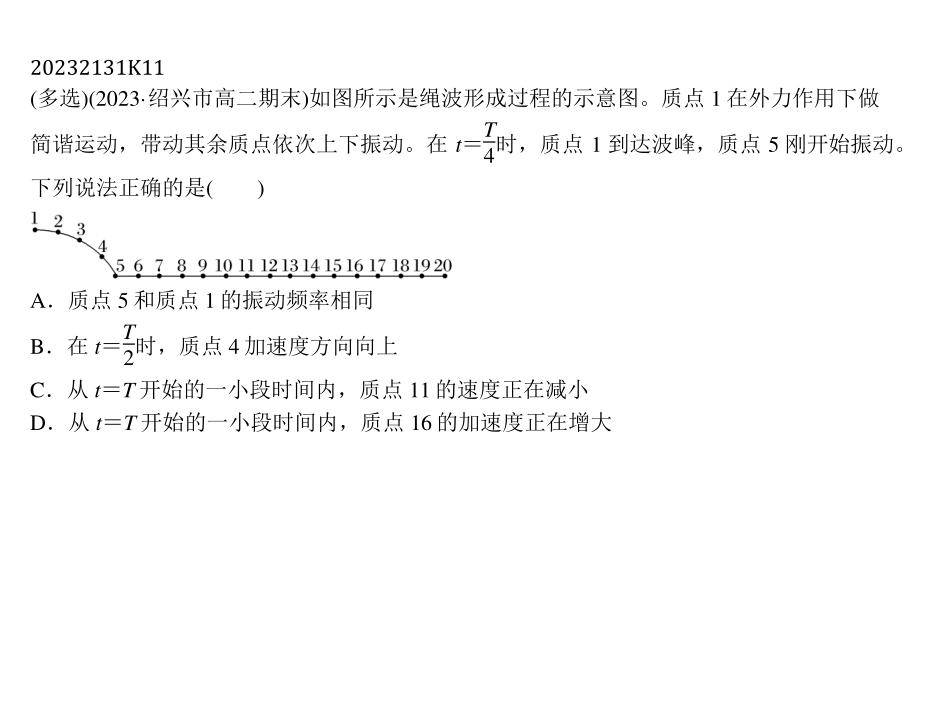 20232131K11
(多选)(2023·绍兴市高二期末)如图所示是绳波形成过程的示意图。质点 1 在外力作用下做
简谐运动，带动其余质点依次上下振动。在 t＝T/4时，质点 1 到达波峰，质点 5 刚开始振动。
下列说法正确的是(　　)
1 2 3 4 5 6 7 8 9 10 11 12 13 14 15 16 17 18 19 20
A．质点 5 和质点 1 的振动频率相同
B．在 t＝T/2时，质点 4 加速度方向向上
C．从 t＝T 开始的一小段时间内，质点 11 的速度正在减小
D．从 t＝T 开始的一小段时间内，质点 16 的加速度正在增大